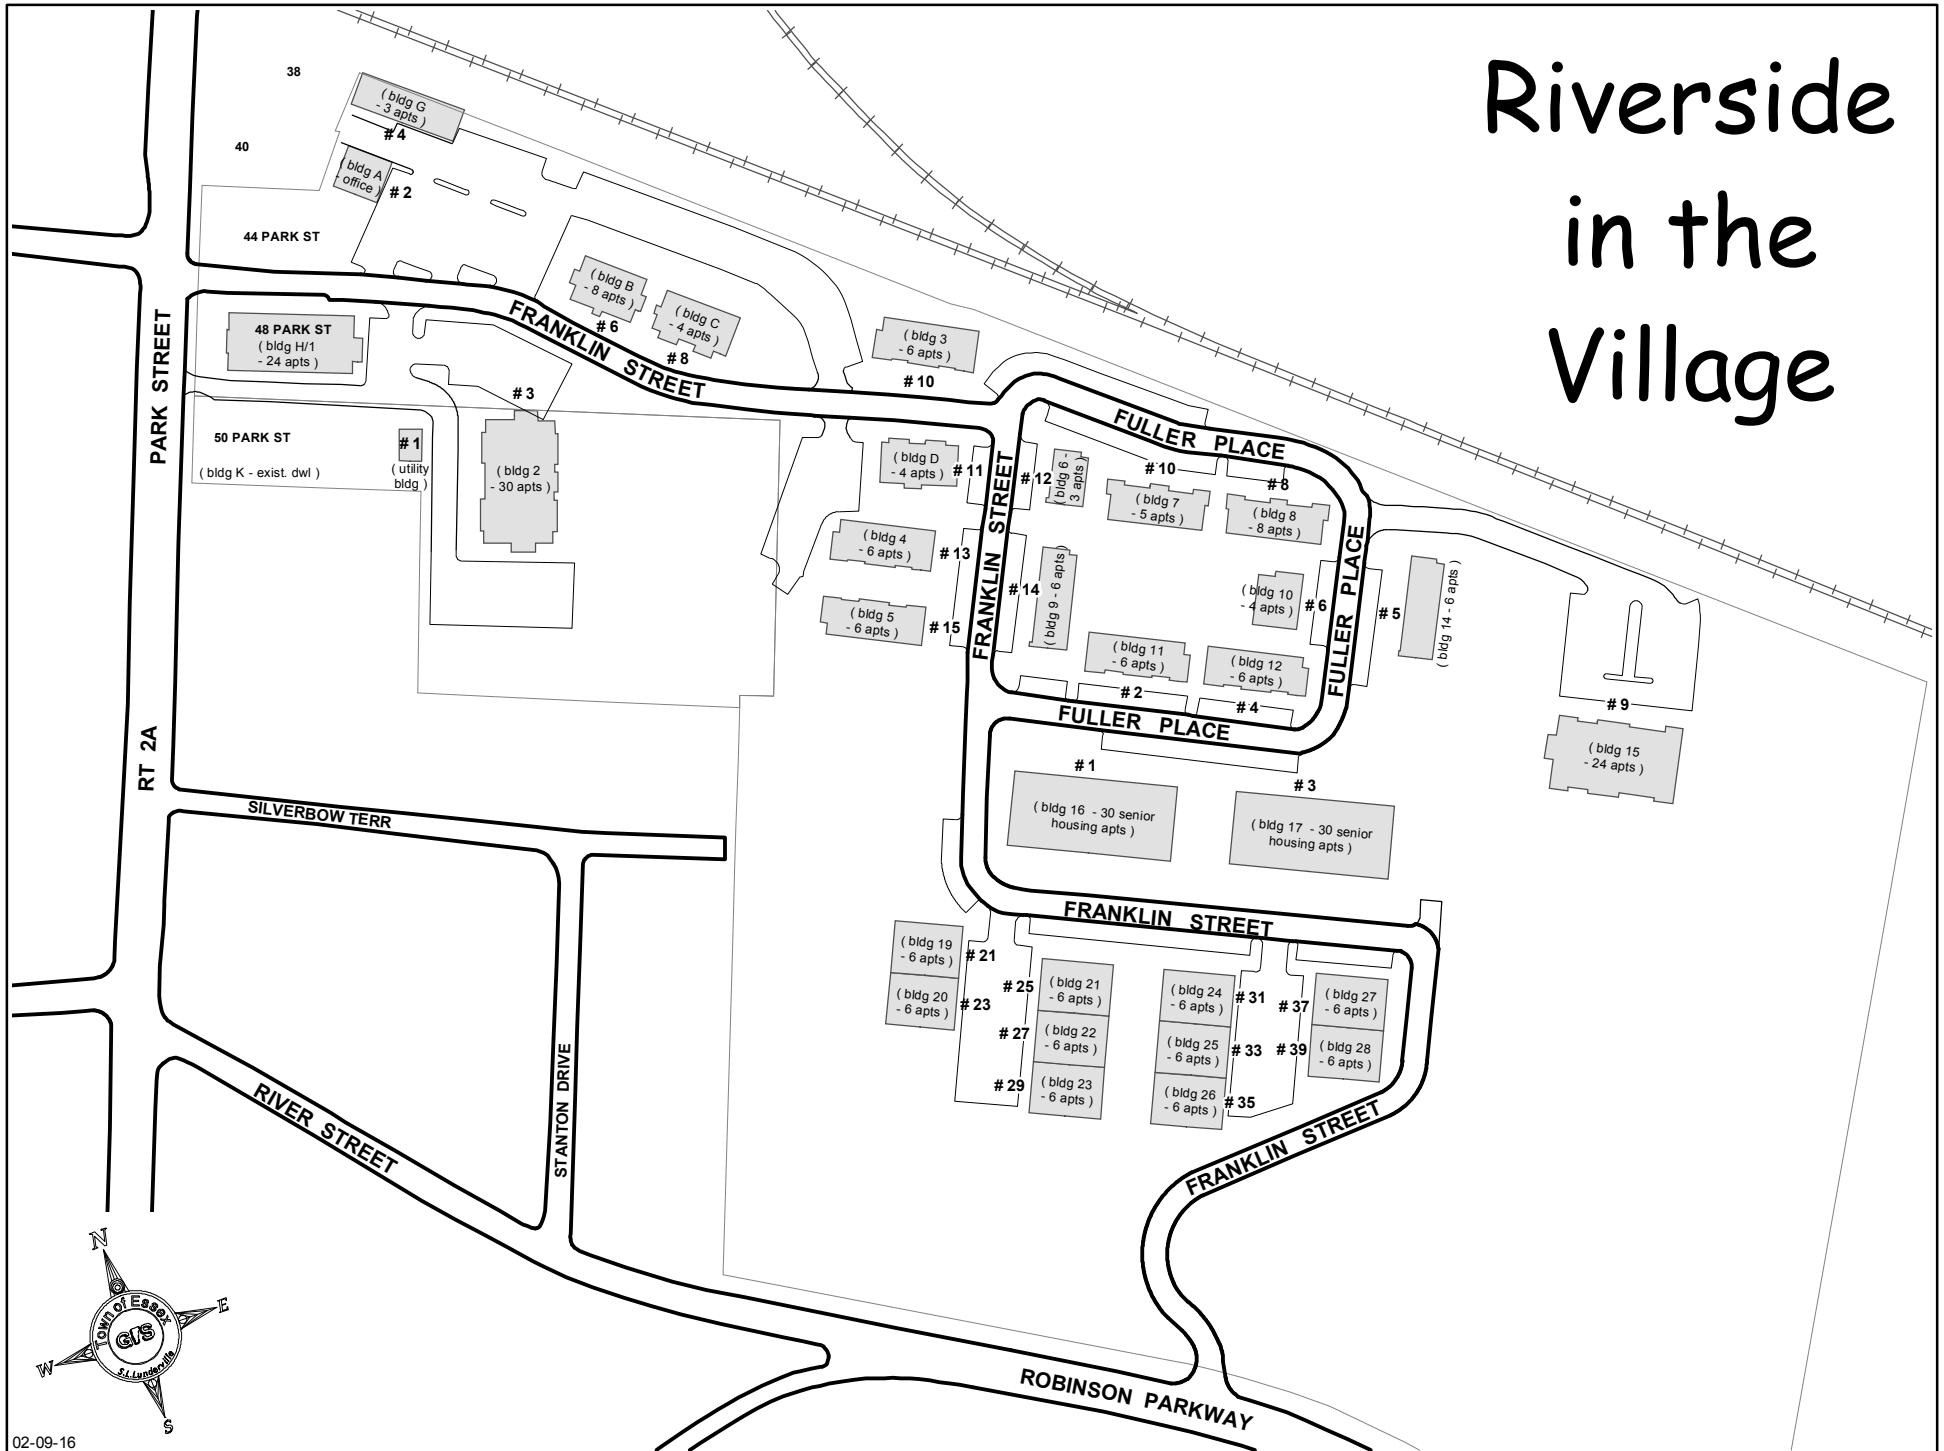 Riverside
in the
Village
38
( bldg G
- 3 apts )
# 4
40
( bldg A
- office )
# 2
44 PARK ST
( bldg B
- 8 apts )
# 6
( bldg C
- 4 apts )
# 8
FRANKLIN STREET
48 PARK ST
( bldg H/1
- 24 apts )
PARK STREET
( bldg 3
- 6 apts )
# 10
# 3
( bldg 2
- 30 apts )
50 PARK ST
( bldg K - exist. dwl )
# 1
( utility
bldg )
FULLER PLACE
( bldg D
- 4 apts )
# 11
FRANKLIN STREET
# 12
( bldg 6 -
3 apts )
# 10
( bldg 7
- 5 apts )
# 8
( bldg 8
- 8 apts )
( bldg 4
- 6 apts )
# 13
# 14
( bldg 9 - 6 apts )
FULLER PLACE
( bldg 10
- 4 apts )
# 6
# 5
( bldg 14 - 6 apts )
( bldg 5
- 6 apts )
# 15
FRANKLIN STREET
( bldg 11
- 6 apts )
# 2
( bldg 12
- 6 apts )
# 4
FULLER PLACE
FULLER PLACE
# 9
( bldg 15
- 24 apts )
RT 2A
# 1
( bldg 16 - 30 senior
housing apts )
# 3
( bldg 17 - 30 senior
housing apts )
SILVERBOW TERR
FRANKLIN STREET
( bldg 19
- 6 apts )
# 21
( bldg 20
- 6 apts )
# 23
# 25
( bldg 21
- 6 apts )
# 27
( bldg 22
- 6 apts )
# 29
( bldg 23
- 6 apts )
( bldg 24
- 6 apts )
# 31
( bldg 25
- 6 apts )
# 33
( bldg 26
- 6 apts )
# 35
# 37
( bldg 27
- 6 apts )
# 39
( bldg 28
- 6 apts )
STANTON DRIVE
RIVER STREET
FRANKLIN STREET
N
E
W
S
Town of Essex
GIS
S.L.Lunderville
ROBINSON PARKWAY
02-09-16